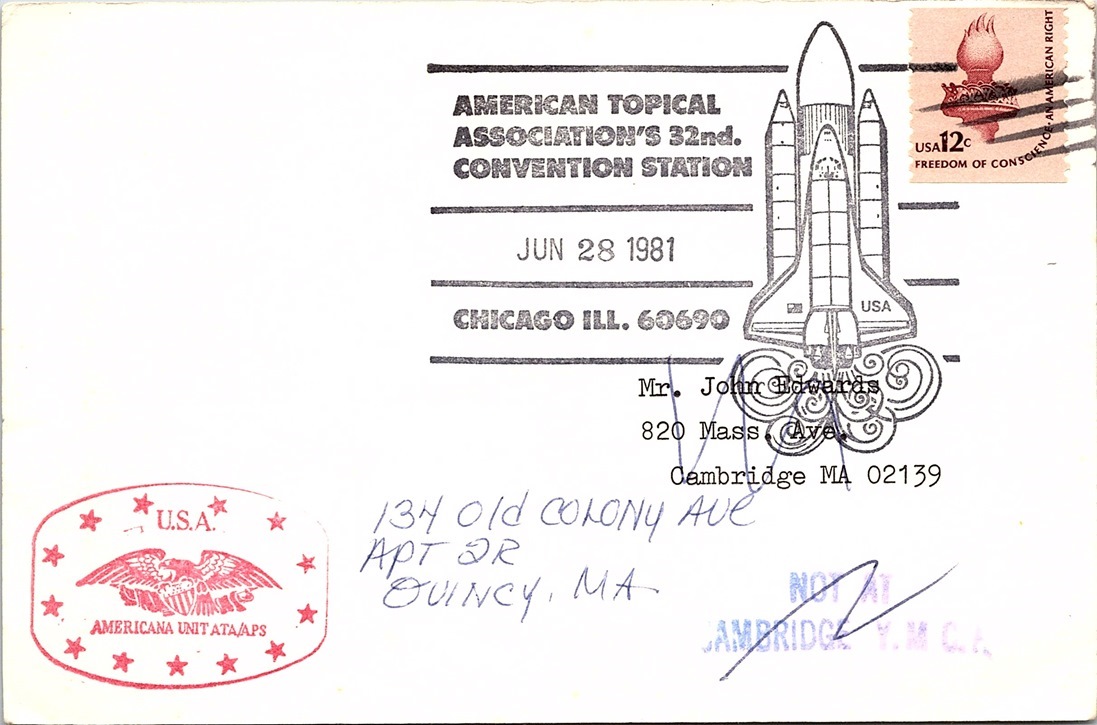 AMERICAN TOPICAL
ASSOCIATION'S 32nd.
CONVENTION STATION
JUN 28 1981
CHICAGO ILL. 60690
USA
USA 12c
FREEDOM OF CONSCIENCE-AN AMERICAN RIGHT
Mr. John Edwards
820 Mass. Ave.
Cambridge MA 02139
134 Old COLONY AVE
APT 2R
QUINCY, MA
U.S.A.
AMERICANA UNIT ATA/APS
NOT AT
CAMBRIDGE Y.M.C.A.